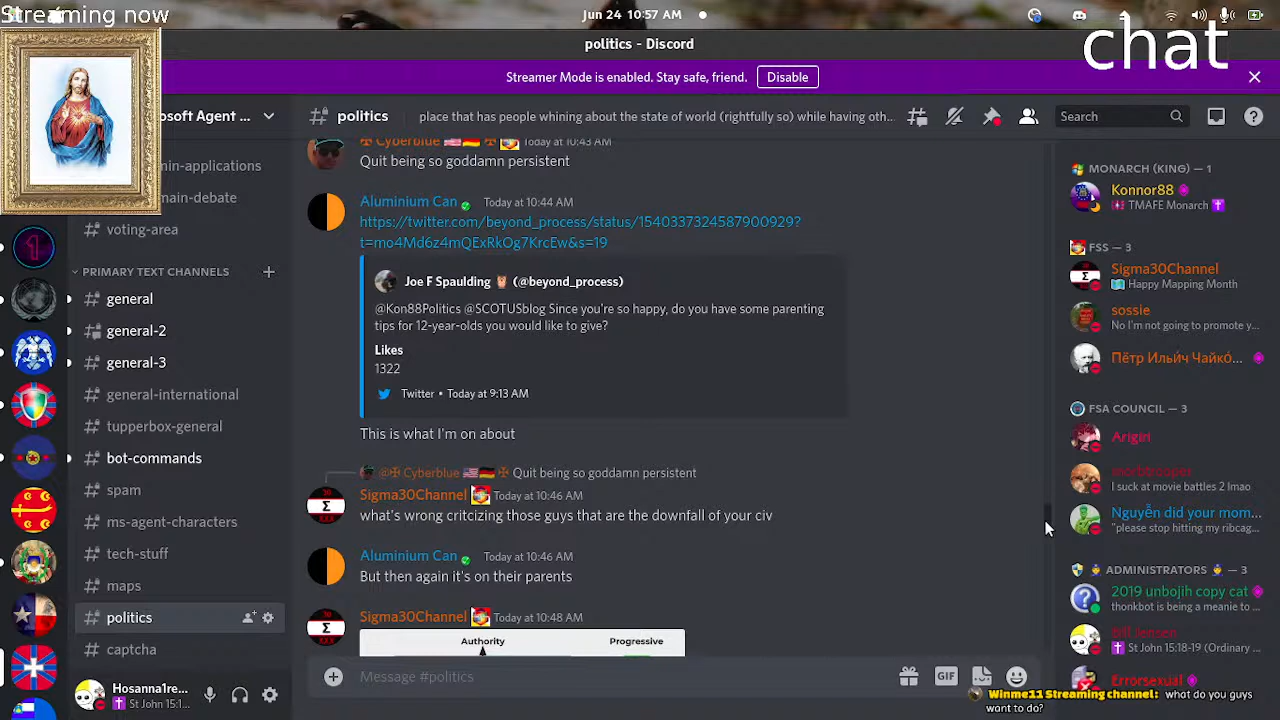 Streaming now
Jun 24 10:57 AM
politics - Discord
chat
Streamer Mode is enabled. Stay safe, friend.
Disable
osoft Agent ...
politics
place that has people whining about the state of world (rightfully so) while having oth...
Search
in-applications
main-debate
voting-area
PRIMARY TEXT CHANNELS
general
general-2
general-3
general-international
tupperbox-general
bot-commands
spam
ms-agent-characters
tech-stuff
maps
politics
captcha
Hosanna1re...
St John 15:1...
Cyberblue Today at 10:43 AM
Quit being so goddamn persistent
Aluminium Can Today at 10:44 AM
https://twitter.com/beyond_process/status/1540337324587900929?
t=mo4Md6z4mQExRkOg7KrcEw&s=19
Joe F Spaulding (@beyond_process)
@Kon88Politics @SCOTUSblog Since you're so happy, do you have some parenting
tips for 12-year-olds you would like to give?
Likes
1322
Twitter • Today at 9:13 AM
This is what I'm on about
@✠ Cyberblue Quit being so goddamn persistent
Sigma30Channel Today at 10:46 AM
what's wrong critcizing those guys that are the downfall of your civ
Aluminium Can Today at 10:46 AM
But then again it's on their parents
Sigma30Channel Today at 10:48 AM
Authority Progressive
Message #politics
GIF
MONARCH (KING) — 1
Konnor88
TMAFE Monarch
FSS — 3
Sigma30Channel
Happy Mapping Month
sossie
No I'm not going to promote y...
Пётр Ильи́ч Чайко́...
FSA COUNCIL — 3
Arigiri
morbtrooper
I suck at movie battles 2 lmao
Nguyễn did your mom...
"please stop hitting my ribcag...
ADMINISTRATORS — 3
2019 unbojih copy cat
thonkbot is being a meanie to ...
Bill Jensen
St John 15:18-19 (Ordinary ...
Errorsexual
Winme11 Streaming channel: what do you guys
want to do?